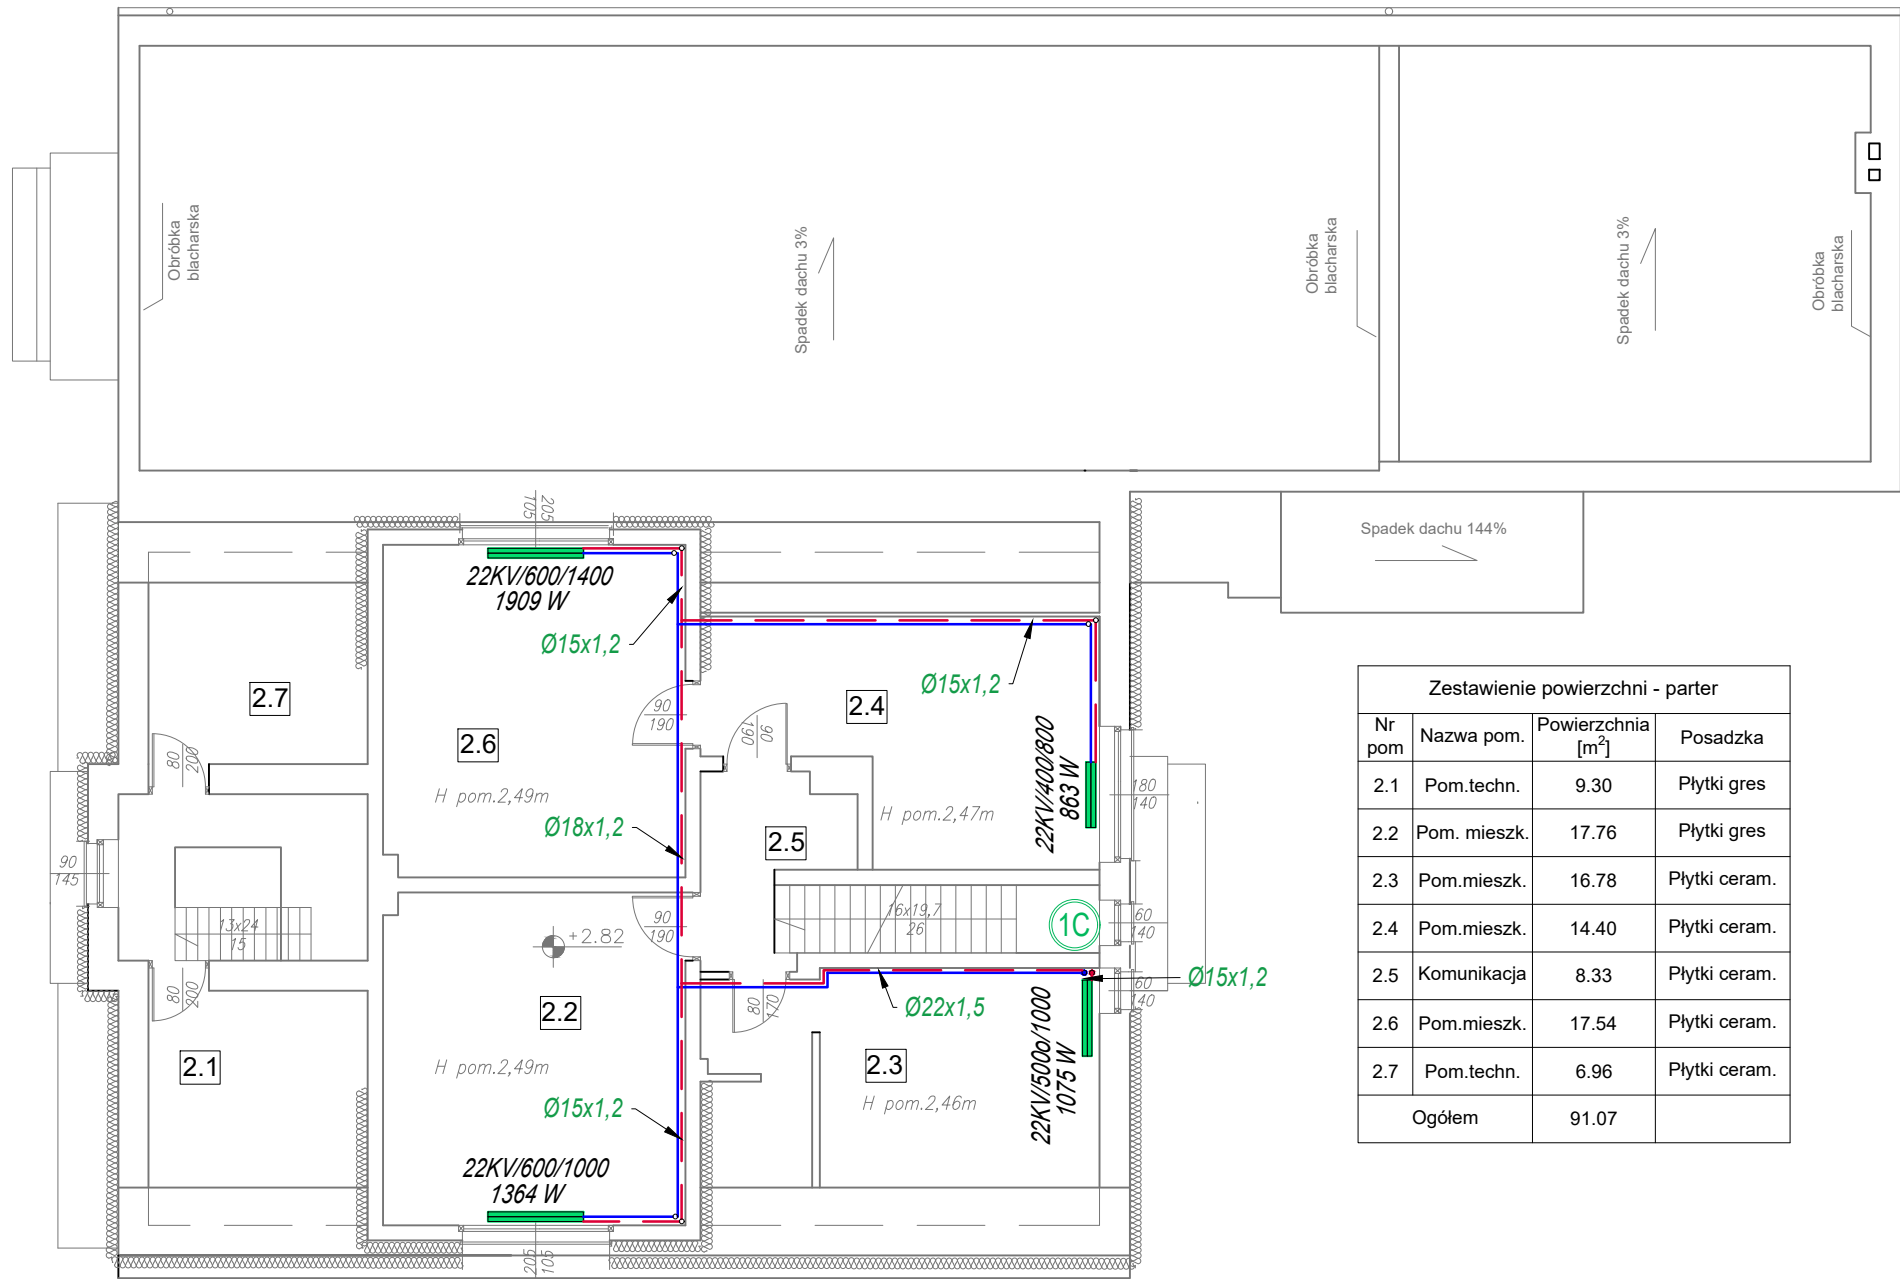 Obróbka
blacharska
Spadek dachu 3%
Obróbka
blacharska
Spadek dachu 3%
Obróbka
blacharska
Spadek dachu 144%
205
105
22KV/600/1400
1909 W
Ø15x1,2
Ø15x1,2
2.7
2.6
2.4
90
190
90
190
80
200
H pom.2,49m
H pom.2,47m
22KV/400/800
863 W
180
140
Ø18x1,2
2.5
90
145
13x24
15
90
190
+2.82
16x19,7
26
1C
60
140
80
200
80
170
Ø22x1,5
Ø15x1,2
60
140
2.2
2.1
2.3
H pom.2,49m
H pom.2,46m
22KV/500o/1000
1075 W
Ø15x1,2
22KV/600/1000
1364 W
205
105
Zestawienie powierzchni - parter
Nr pom Nazwa pom. Powierzchnia [m²] Posadzka
2.1 Pom.techn. 9.30 Płytki gres
2.2 Pom. mieszk. 17.76 Płytki gres
2.3 Pom.mieszk. 16.78 Płytki ceram.
2.4 Pom.mieszk. 14.40 Płytki ceram.
2.5 Komunikacja 8.33 Płytki ceram.
2.6 Pom.mieszk. 17.54 Płytki ceram.
2.7 Pom.techn. 6.96 Płytki ceram.
Ogółem 91.07